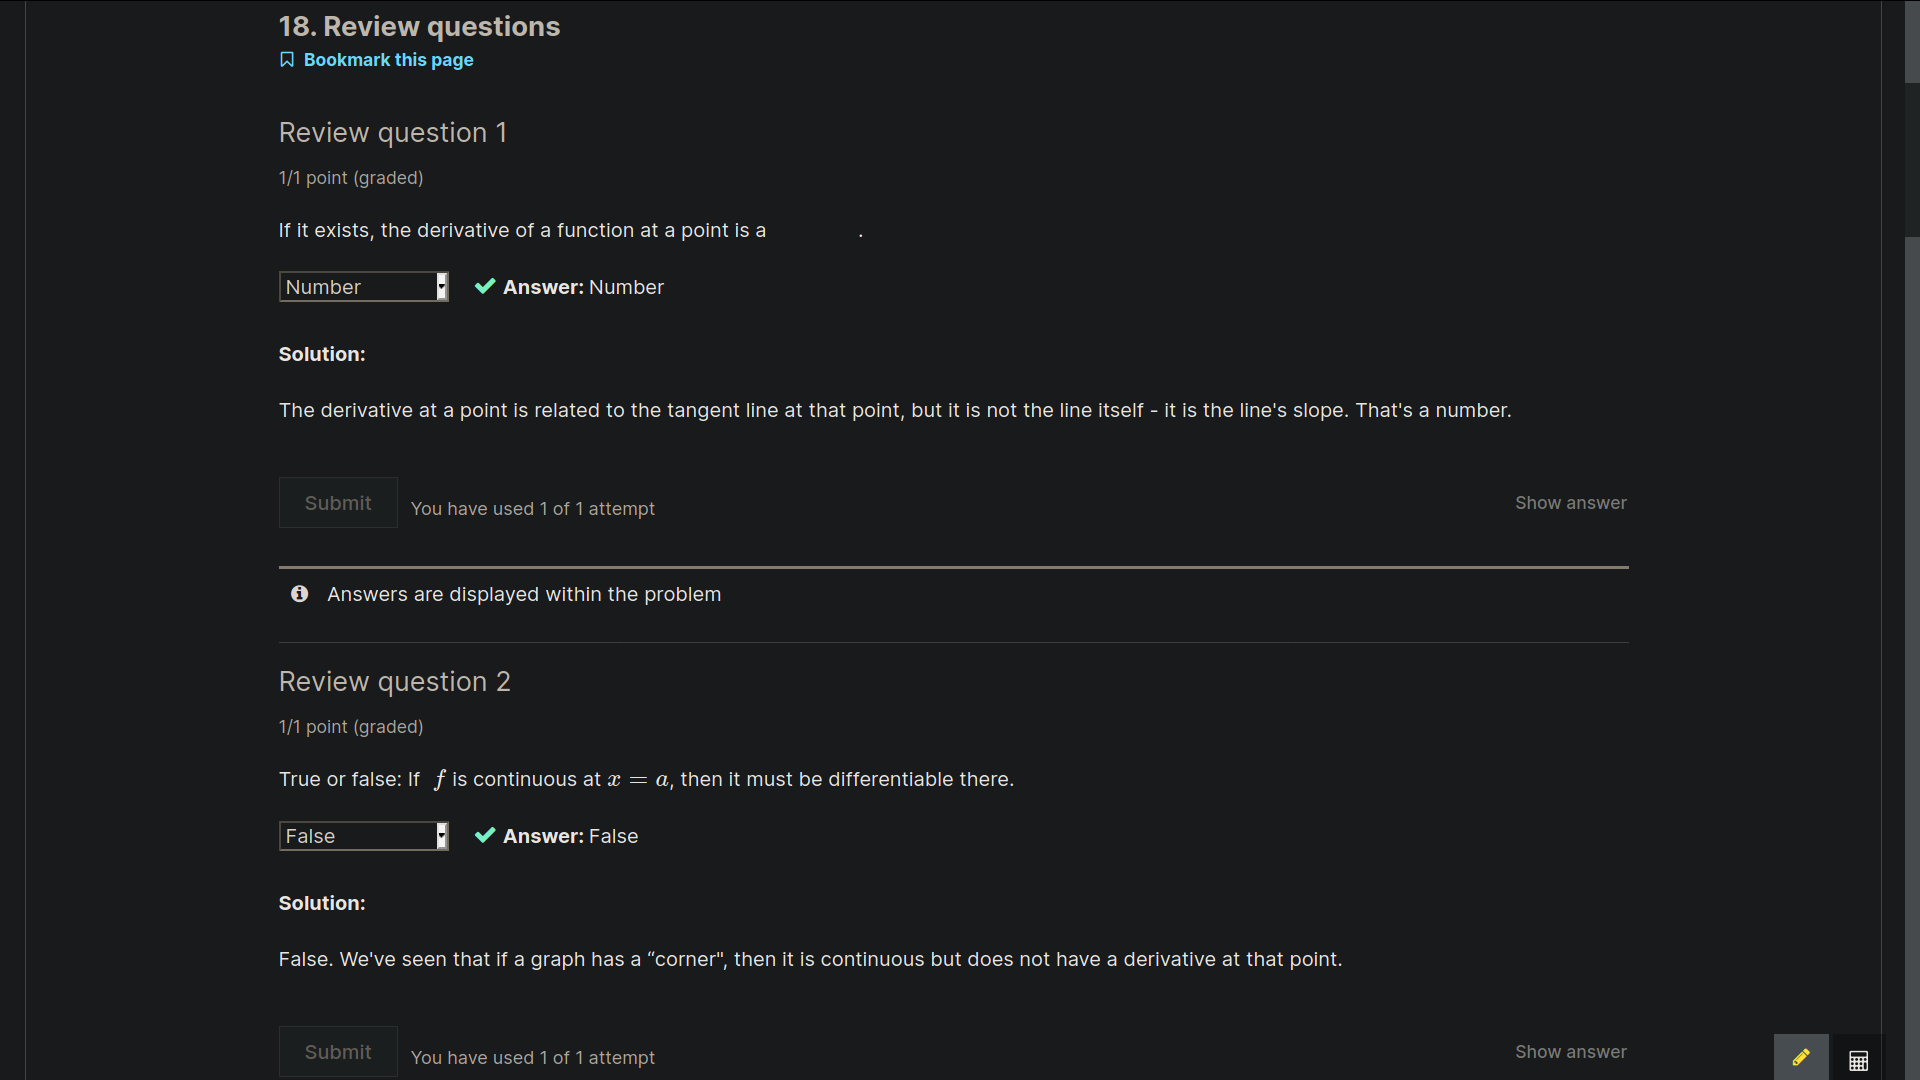 18. Review questions
Bookmark this page
Review question 1
1/1 point (graded)
If it exists, the derivative of a function at a point is a .
Number
Answer: Number
Solution:
The derivative at a point is related to the tangent line at that point, but it is not the line itself - it is the line's slope. That's a number.
Submit
You have used 1 of 1 attempt
Show answer
Answers are displayed within the problem
Review question 2
1/1 point (graded)
True or false: If f is continuous at x = a, then it must be differentiable there.
False
Answer: False
Solution:
False. We've seen that if a graph has a “corner", then it is continuous but does not have a derivative at that point.
Submit
You have used 1 of 1 attempt
Show answer